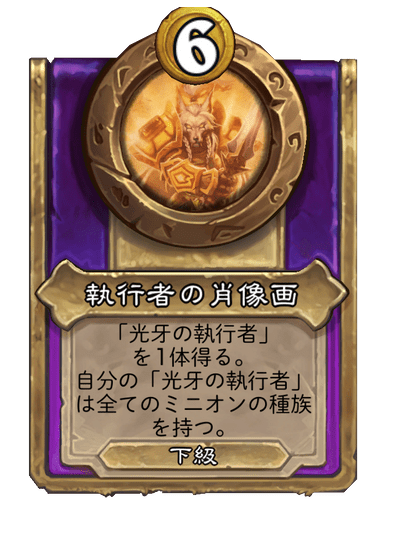 6
執行者の肖像画
「光牙の執行者」
を1体得る。
自分の「光牙の執行者」
は全てのミニオンの種族
を持つ。
下級